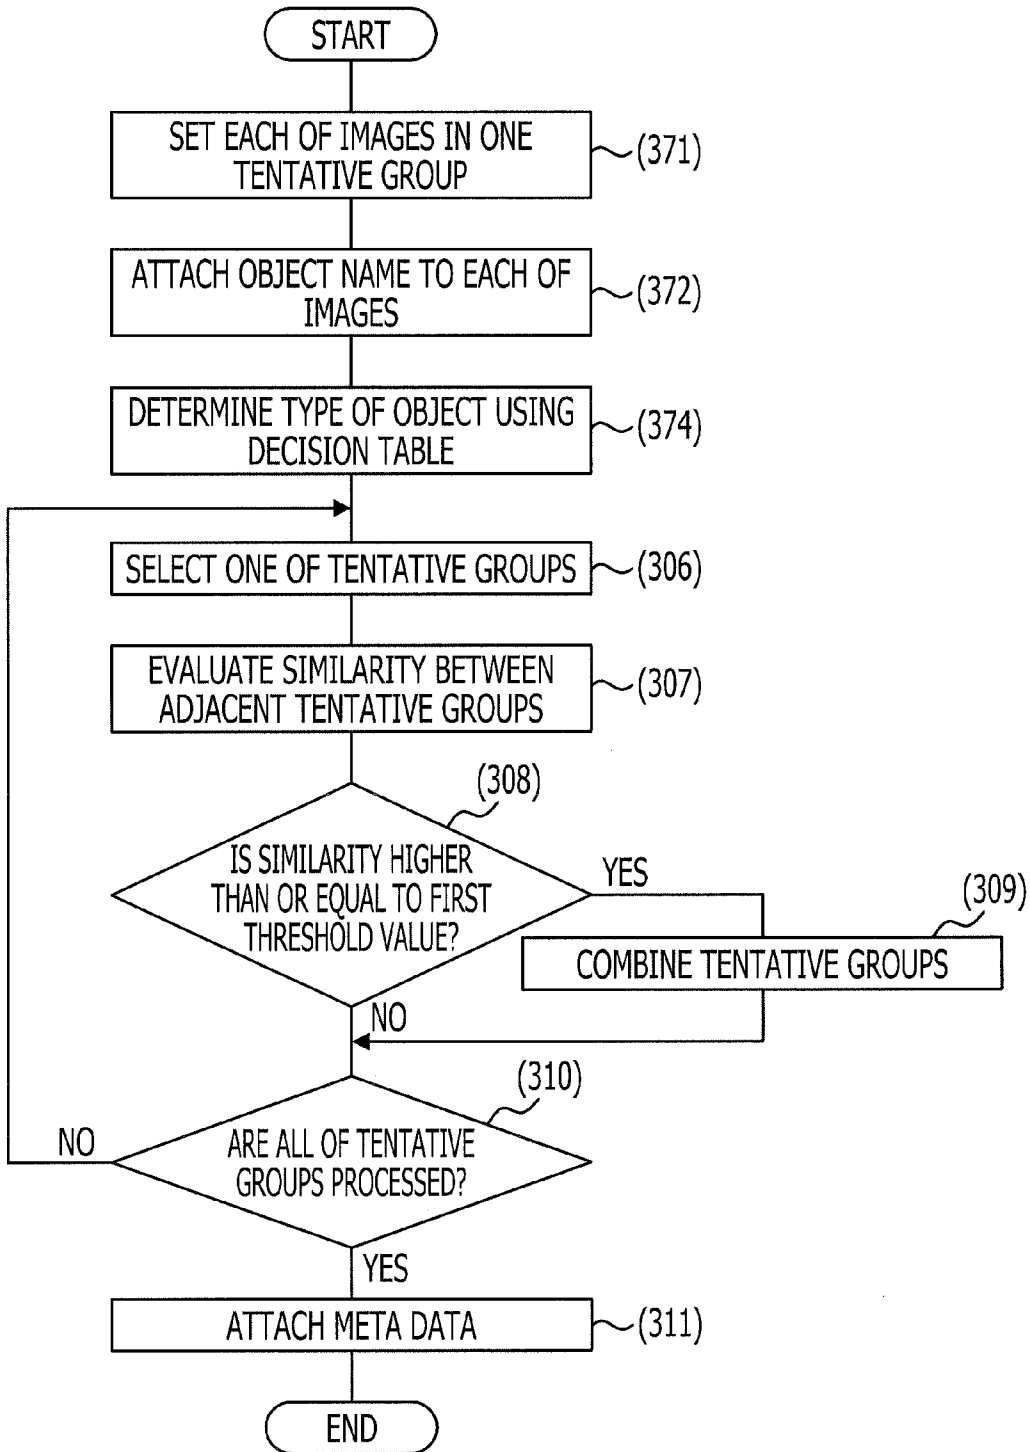 START
SET EACH OF IMAGES IN ONE
TENTATIVE GROUP
(371)
ATTACH OBJECT NAME TO EACH OF
IMAGES
(372)
DETERMINE TYPE OF OBJECT USING
DECISION TABLE
(374)
SELECT ONE OF TENTATIVE GROUPS
(306)
EVALUATE SIMILARITY BETWEEN
ADJACENT TENTATIVE GROUPS
(307)
(308)
IS SIMILARITY HIGHER
THAN OR EQUAL TO FIRST
THRESHOLD VALUE?
YES
(309)
COMBINE TENTATIVE GROUPS
NO
(310)
ARE ALL OF TENTATIVE
GROUPS PROCESSED?
NO
YES
ATTACH META DATA
(311)
END